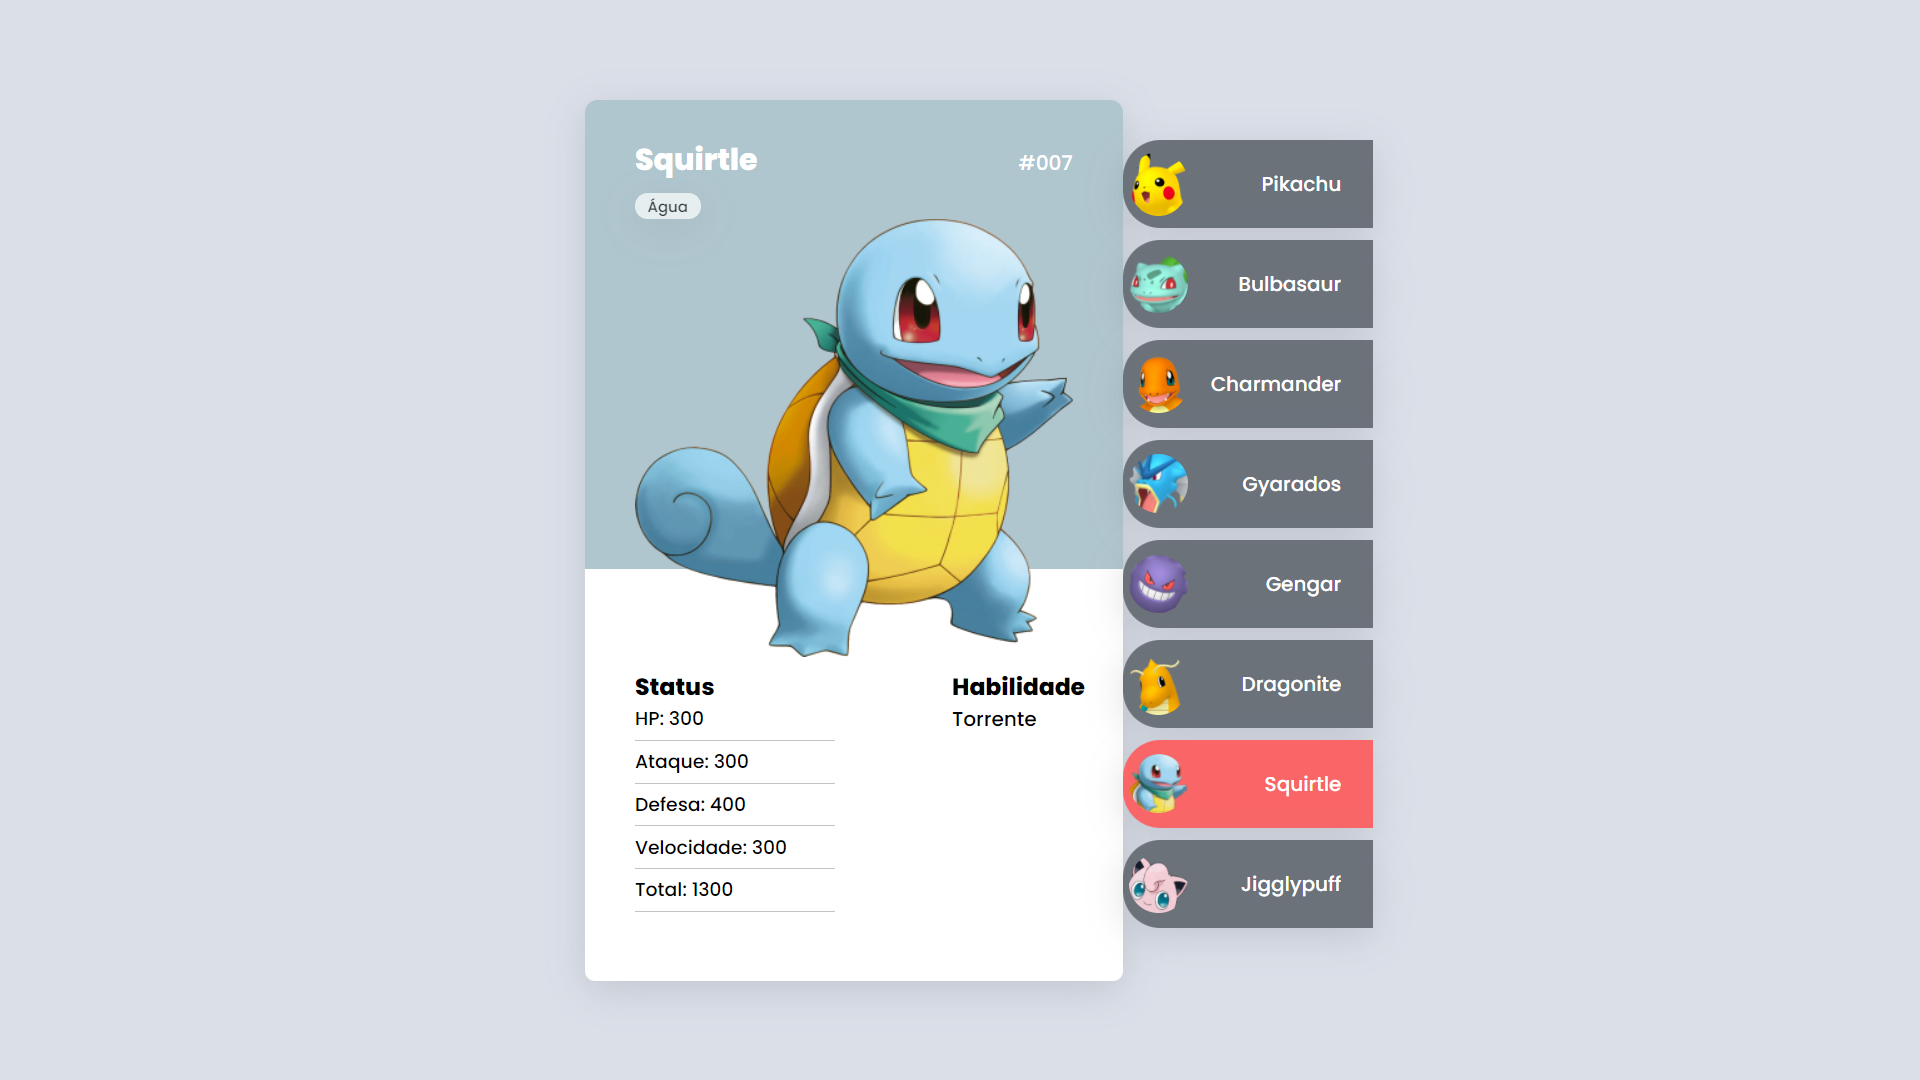 Squirtle
#007
Água
Status
HP: 300
Ataque: 300
Defesa: 400
Velocidade: 300
Total: 1300
Habilidade
Torrente
Pikachu
Bulbasaur
Charmander
Gyarados
Gengar
Dragonite
Squirtle
Jigglypuff